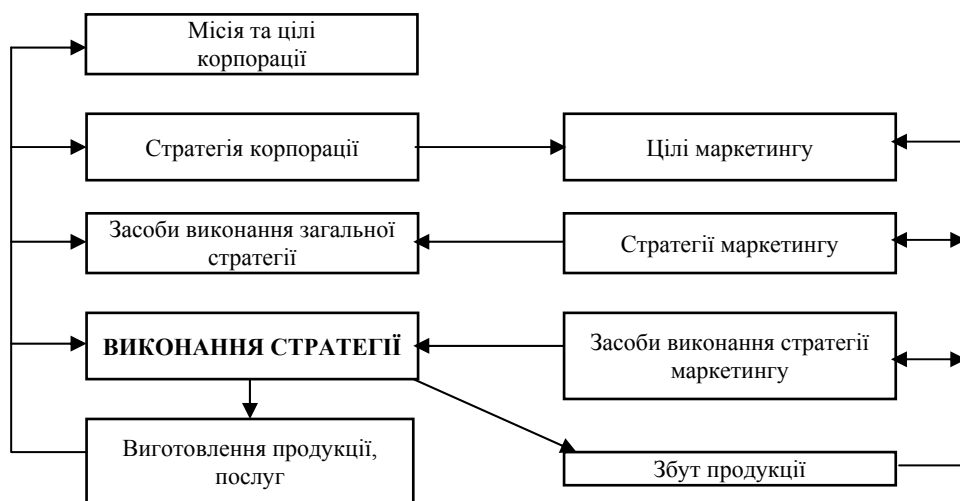 Місія та цілі
корпорації
Стратегія корпорації
Цілі маркетингу
Засоби виконання загальної
стратегії
Стратегії маркетингу
ВИКОНАННЯ СТРАТЕГІЇ
Засоби виконання стратегії
маркетингу
Виготовлення продукції,
послуг
Збут продукції